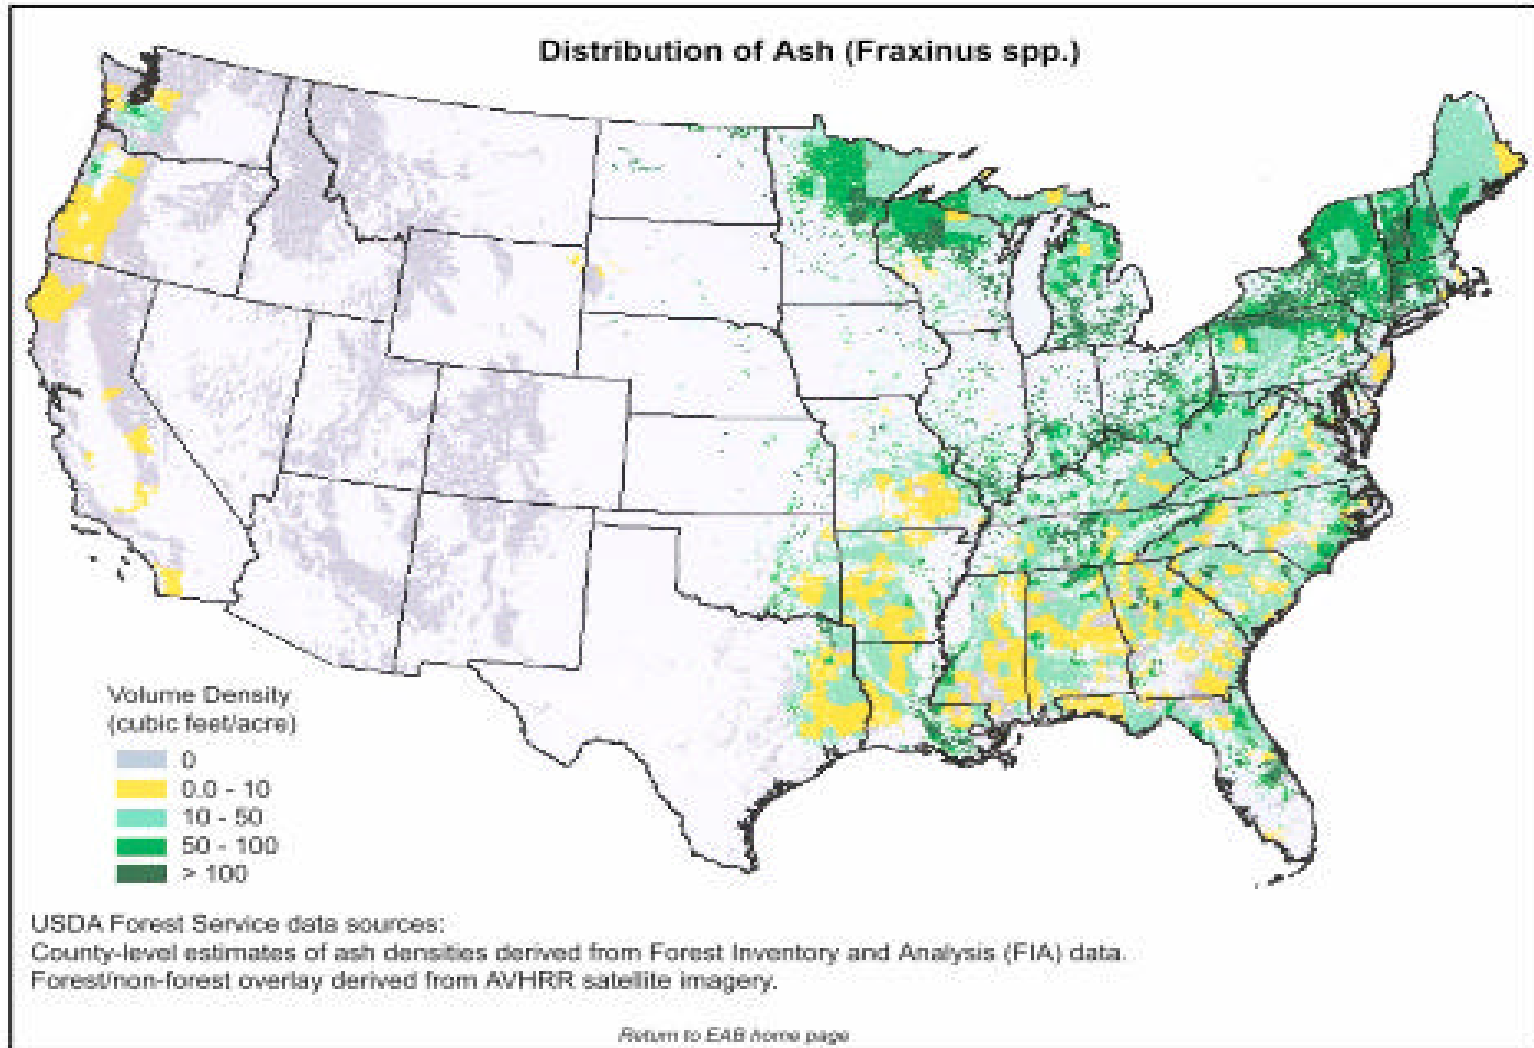 Distribution of Ash (Fraxinus spp.)
Volume Density
(cubic feet/acre)
0
0.0 - 10
10 - 50
50 - 100
> 100
USDA Forest Service data sources:
County-level estimates of ash densities derived from Forest Inventory and Analysis (FIA) data.
Forest/non-forest overlay derived from AVHRR satellite imagery.
Return to EAB home page